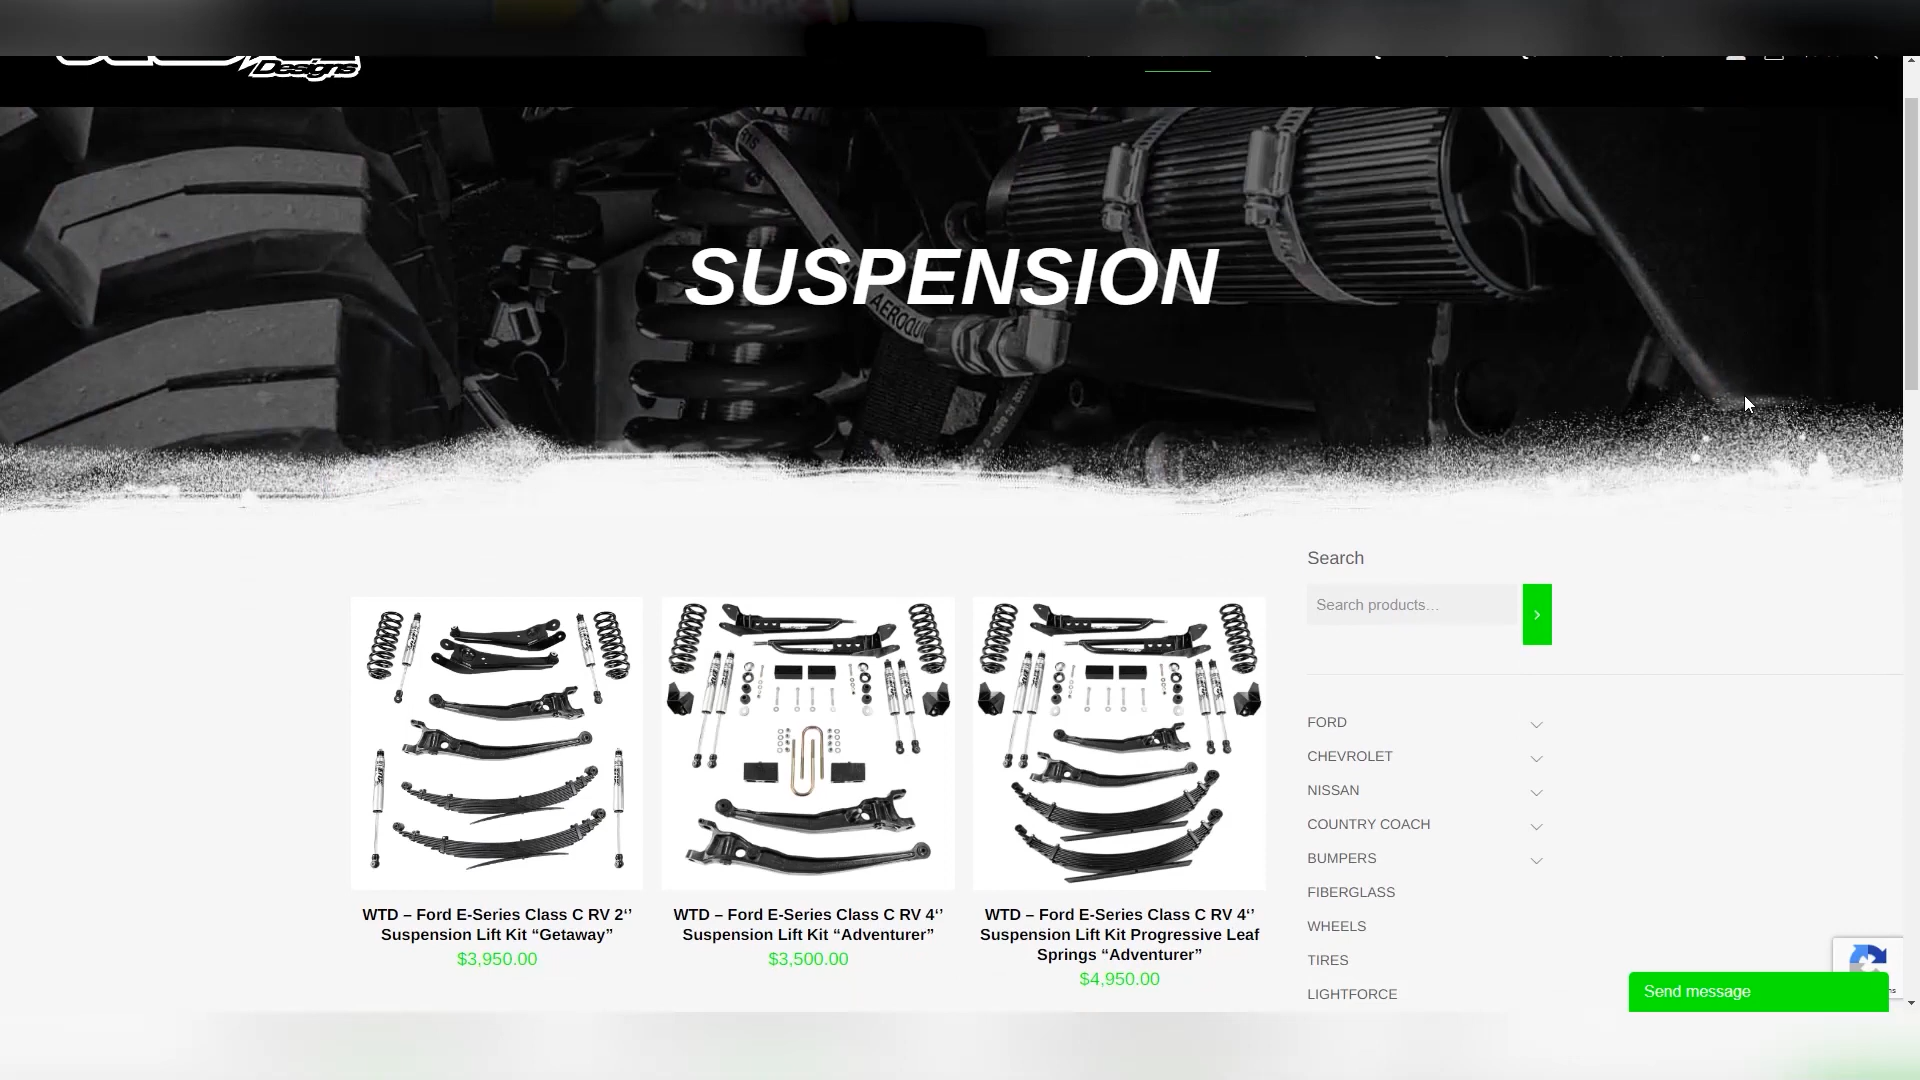 Designs
SUSPENSION
AEROQUIP
Search
Search products…
FORD
CHEVROLET
NISSAN
COUNTRY COACH
BUMPERS
FIBERGLASS
WHEELS
TIRES
LIGHTFORCE
WTD – Ford E-Series Class C RV 2‘’
Suspension Lift Kit “Getaway”
$3,950.00
WTD – Ford E-Series Class C RV 4‘’
Suspension Lift Kit “Adventurer”
$3,500.00
WTD – Ford E-Series Class C RV 4‘’
Suspension Lift Kit Progressive Leaf
Springs “Adventurer”
$4,950.00
Send message